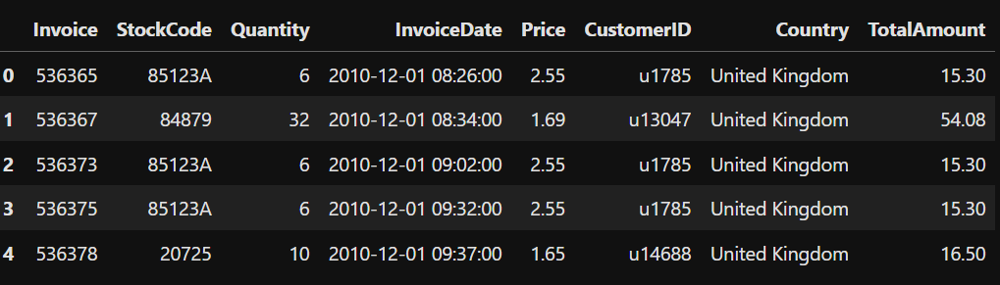 Invoice StockCode Quantity InvoiceDate Price CustomerID Country TotalAmount
0 536365 85123A 6 2010-12-01 08:26:00 2.55 u1785 United Kingdom 15.30
1 536367 84879 32 2010-12-01 08:34:00 1.69 u13047 United Kingdom 54.08
2 536373 85123A 6 2010-12-01 09:02:00 2.55 u1785 United Kingdom 15.30
3 536375 85123A 6 2010-12-01 09:32:00 2.55 u1785 United Kingdom 15.30
4 536378 20725 10 2010-12-01 09:37:00 1.65 u14688 United Kingdom 16.50